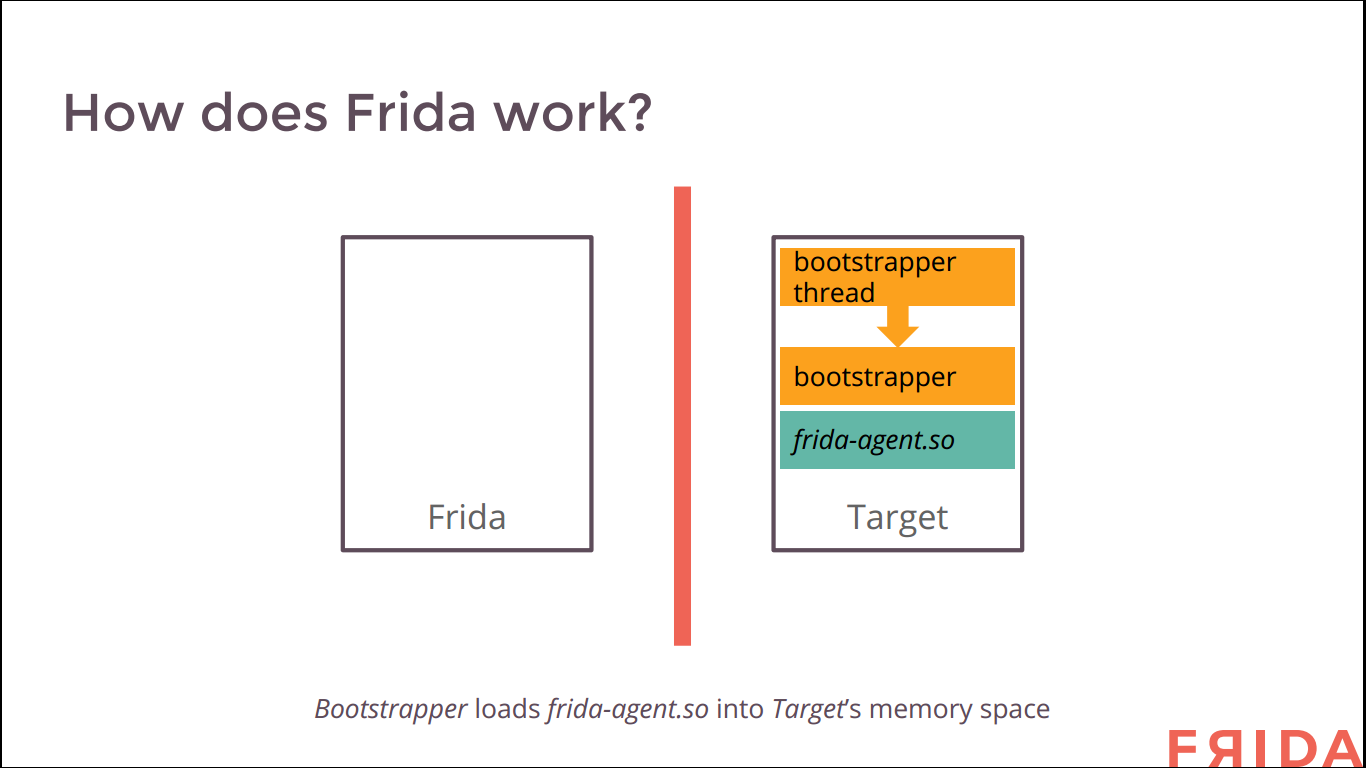 How does Frida work?
bootstrapper
thread
bootstrapper
frida-agent.so
Frida
Target
Bootstrapper loads frida-agent.so into Target's memory space
FЯIDA